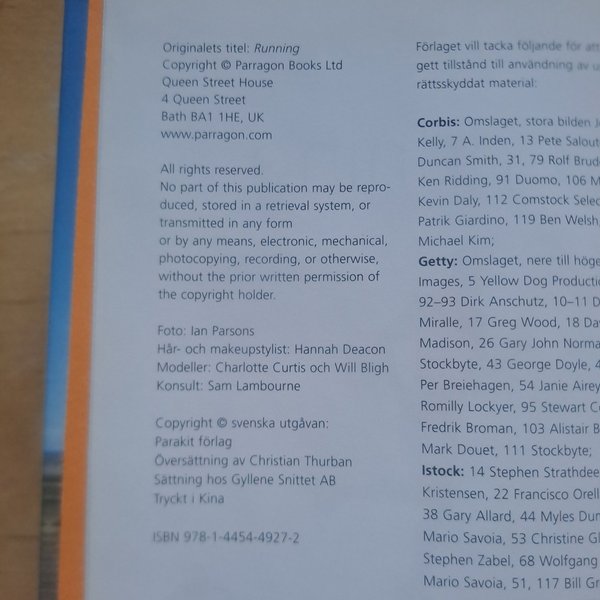 Originalets titel: Running
Copyright © Parragon Books Ltd
Queen Street House
4 Queen Street
Bath BA1 1HE, UK
www.parragon.com
All rights reserved.
No part of this publication may be repro-
duced, stored in a retrieval system, or
transmitted in any form
or by any means, electronic, mechanical,
photocopying, recording, or otherwise,
without the prior written permission of
the copyright holder.
Foto: Ian Parsons
Hår- och makeupstylist: Hannah Deacon
Modeller: Charlotte Curtis och Will Bligh
Konsult: Sam Lambourne
Copyright © svenska utgåvan:
Parakit förlag
Översättning av Christian Thurban
Sättning hos Gyllene Snittet AB
Tryckt i Kina
ISBN 978-1-4454-4927-2
Förlaget vill tacka följande för att
gett tillstånd till användning av
rättsskyddat material:
Corbis: Omslaget, stora bilden
Kelly, 7 A. Inden, 13 Pete
Duncan Smith, 31, 79 Rolf
Ken Ridding, 91 Duomo, 106
Kevin Daly, 112 Comstock
Patrik Giardino, 119 Ben Welsh,
Michael Kim;
Getty: Omslaget, nere till
Images, 5 Yellow Dog
92–93 Dirk Anschutz, 10–11
Miralle, 17 Greg Wood, 18
Madison, 26 Gary John
Stockbyte, 43 George Doyle,
Per Breiehagen, 54 Janie Airey
Romilly Lockyer, 95 Stewart
Fredrik Broman, 103 Alistair
Mark Douet, 111 Stockbyte;
Istock: 14 Stephen
Kristensen, 22 Francisco
38 Gary Allard, 44 Myles
Mario Savoia, 53 Christine
Stephen Zabel, 68 Wolfgang
Mario Savoia, 51, 117 Bill